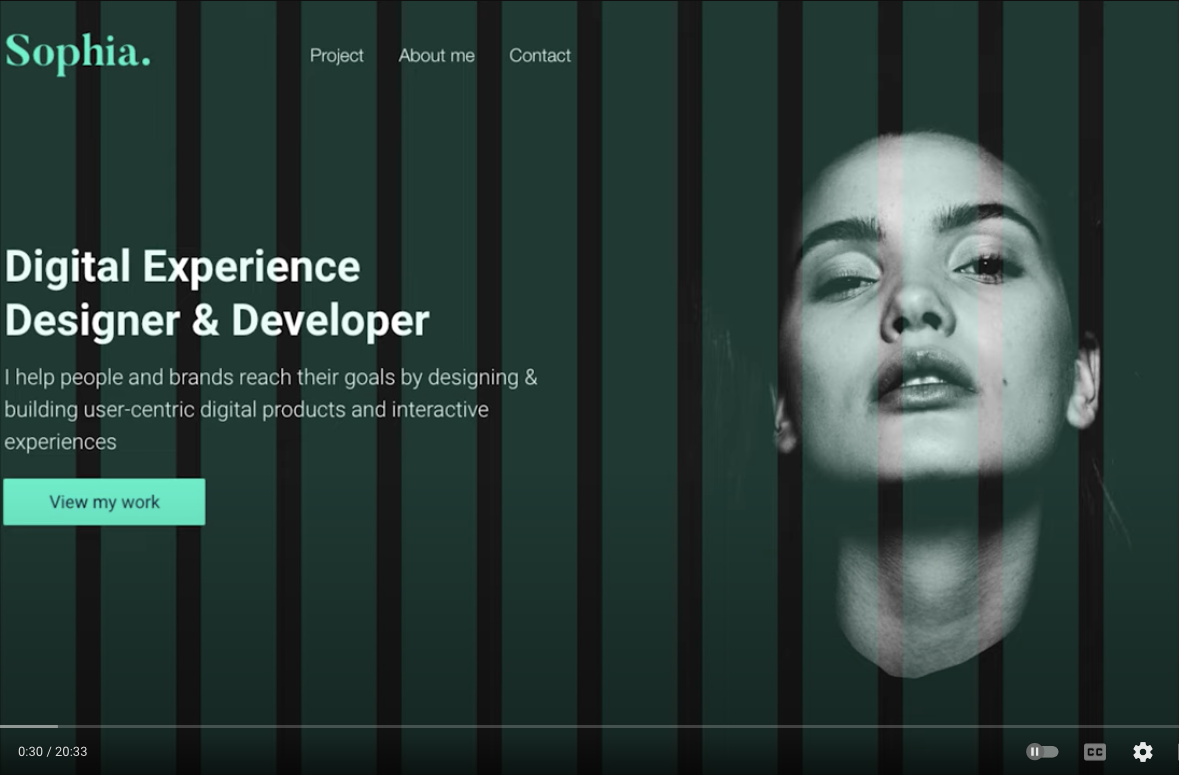 Sophia.
Project About me Contact
Digital Experience
Designer & Developer
I help people and brands reach their goals by designing &
building user-centric digital products and interactive
experiences
View my work
0:30 / 20:33
CC